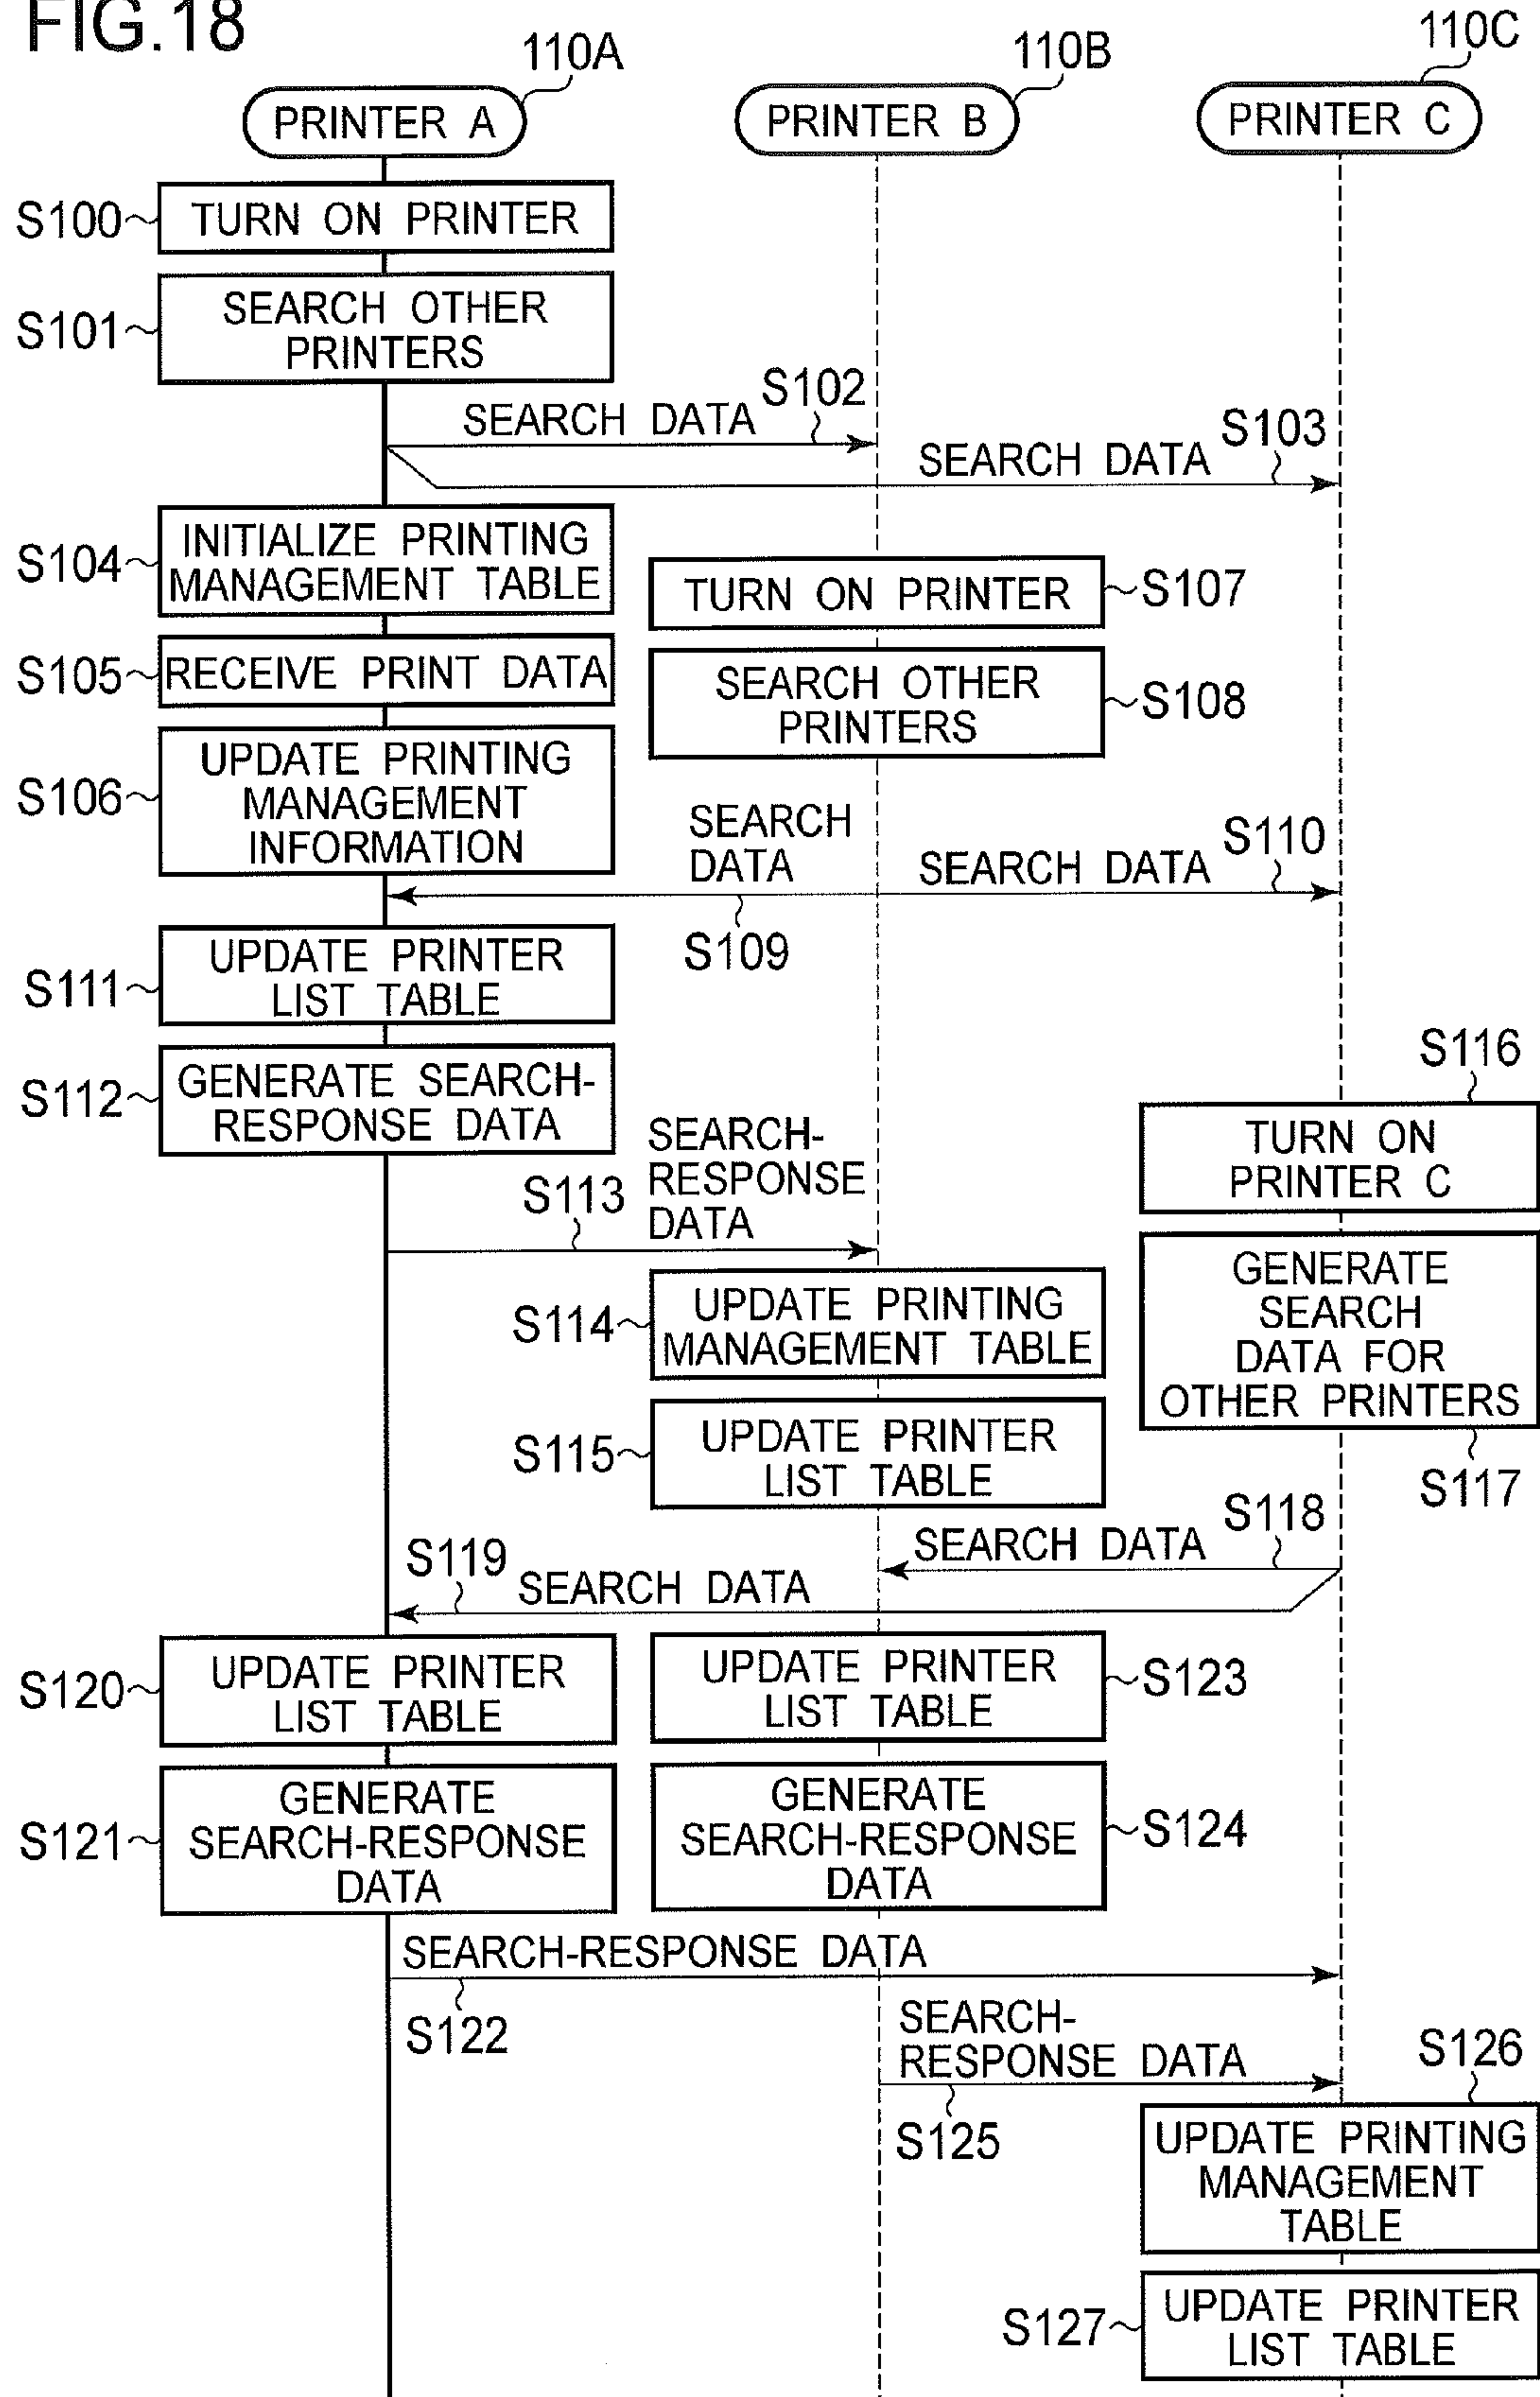 FIG.18
110A
110B
110C
PRINTER A
PRINTER B
PRINTER C
S100
TURN ON PRINTER
S101
SEARCH OTHER
PRINTERS
SEARCH DATA
S102
SEARCH DATA
S103
S104
INITIALIZE PRINTING
MANAGEMENT TABLE
TURN ON PRINTER
S107
S105
RECEIVE PRINT DATA
SEARCH OTHER
PRINTERS
S108
S106
UPDATE PRINTING
MANAGEMENT
INFORMATION
SEARCH
DATA
S109
SEARCH DATA
S110
S111
UPDATE PRINTER
LIST TABLE
S112
GENERATE SEARCH-
RESPONSE DATA
S113
SEARCH-
RESPONSE
DATA
S116
TURN ON
PRINTER C
S114
UPDATE PRINTING
MANAGEMENT TABLE
GENERATE
SEARCH
DATA FOR
OTHER PRINTERS
S117
S115
UPDATE PRINTER
LIST TABLE
SEARCH DATA
S118
S119
SEARCH DATA
S120
UPDATE PRINTER
LIST TABLE
UPDATE PRINTER
LIST TABLE
S123
S121
GENERATE
SEARCH-RESPONSE
DATA
GENERATE
SEARCH-RESPONSE
DATA
S124
SEARCH-RESPONSE DATA
S122
SEARCH-
RESPONSE DATA
S125
S126
UPDATE PRINTING
MANAGEMENT
TABLE
S127
UPDATE PRINTER
LIST TABLE